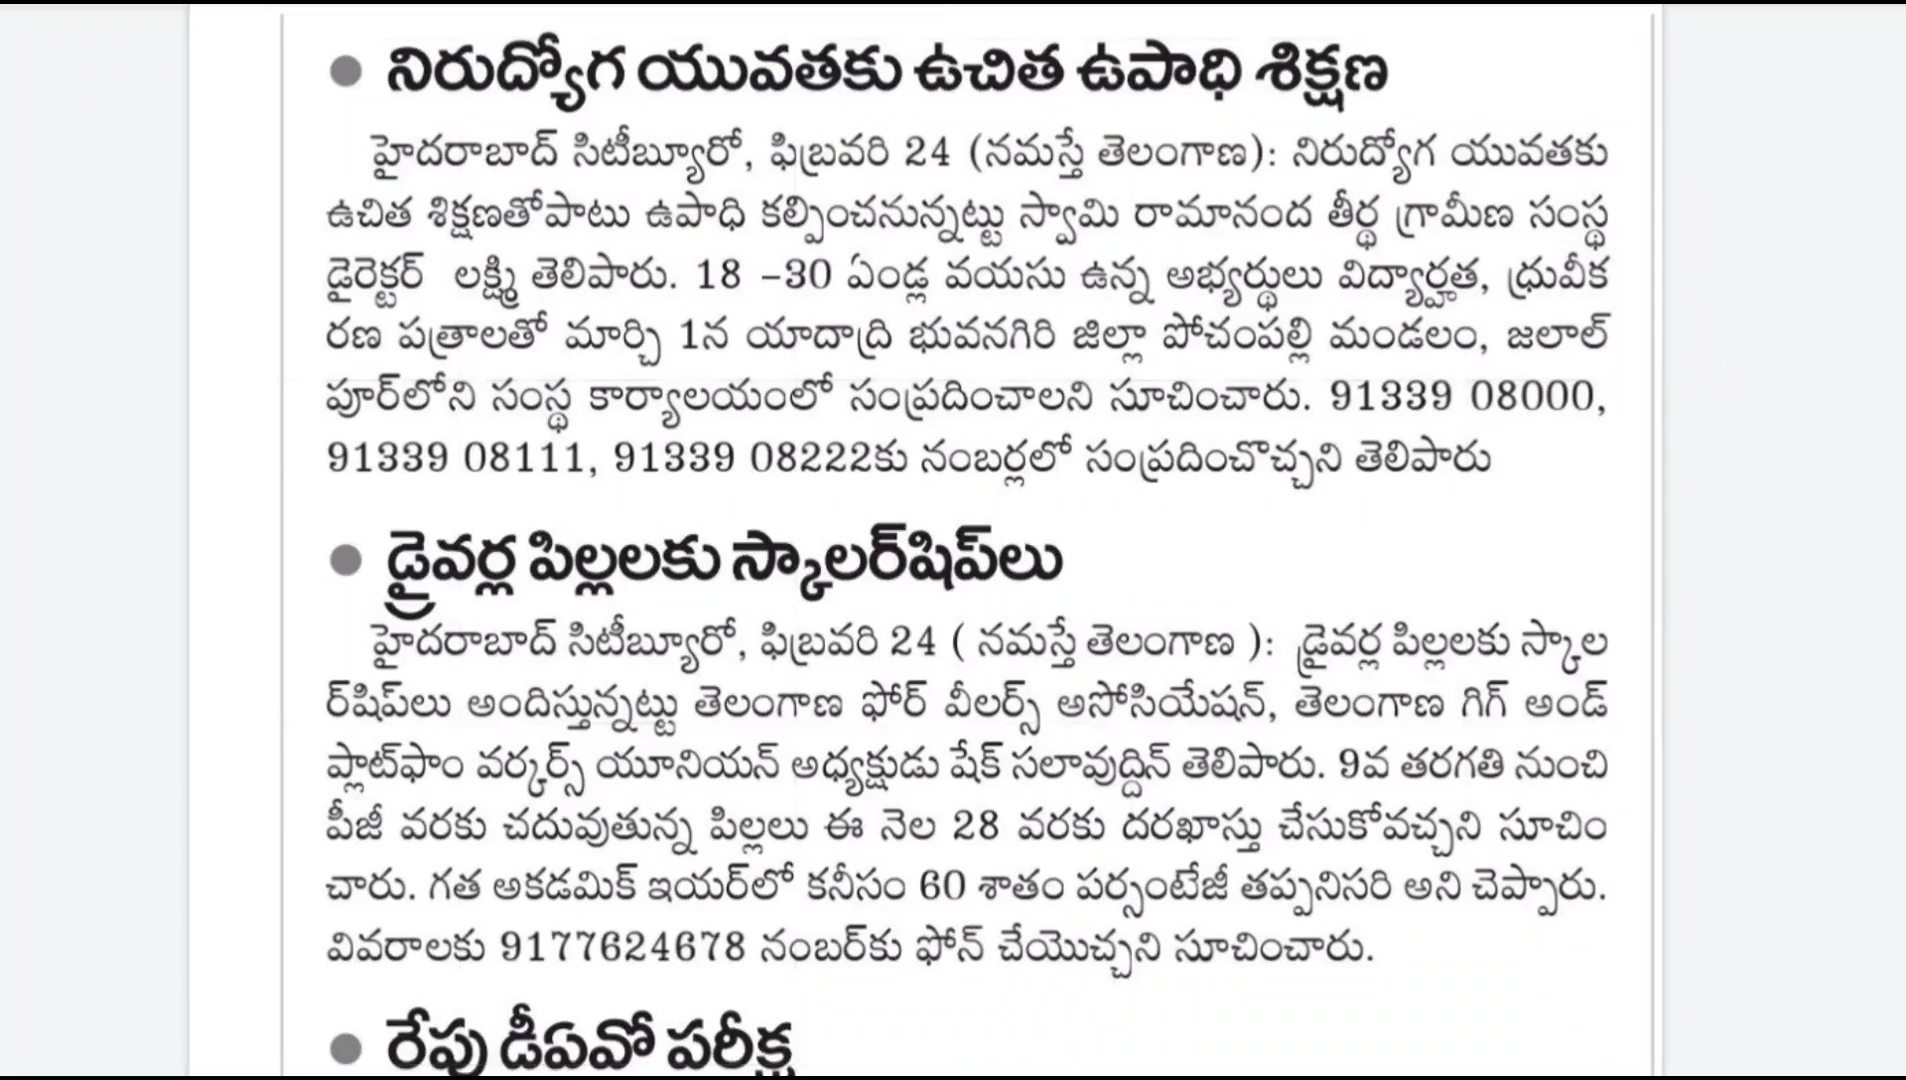 నిరుద్యోగ యువతకు ఉచిత ఉపాధి శిక్షణ
హైదరాబాద్ సిటీబ్యూరో, ఫిబ్రవరి 24 (నమస్తే తెలంగాణ): నిరుద్యోగ యువతకు
ఉచిత శిక్షణతోపాటు ఉపాధి కల్పించనున్నట్టు స్వామి రామానంద తీర్థ గ్రామీణ సంస్థ
డైరెక్టర్ లక్ష్మి తెలిపారు. 18 –30 ఏండ్ల వయసు ఉన్న అభ్యర్థులు విద్యార్హత, ధ్రువీక
రణ పత్రాలతో మార్చి 1న యాదాద్రి భువనగిరి జిల్లా పోచంపల్లి మండలం, జలాల్
పూర్‌లోని సంస్థ కార్యాలయంలో సంప్రదించాలని సూచించారు. 91339 08000,
91339 08111, 91339 08222కు నంబర్లలో సంప్రదించొచ్చని తెలిపారు
డ్రైవర్ల పిల్లలకు స్కాలర్‌షిప్‌లు
హైదరాబాద్ సిటీబ్యూరో, ఫిబ్రవరి 24 ( నమస్తే తెలంగాణ ): డ్రైవర్ల పిల్లలకు స్కాల
ర్‌షిప్‌లు అందిస్తున్నట్టు తెలంగాణ ఫోర్ వీలర్స్ అసోసియేషన్, తెలంగాణ గిగ్ అండ్
ప్లాట్‌ఫాం వర్కర్స్ యూనియన్ అధ్యక్షుడు షేక్ సలావుద్దిన్ తెలిపారు. 9వ తరగతి నుంచి
పీజీ వరకు చదువుతున్న పిల్లలు ఈ నెల 28 వరకు దరఖాస్తు చేసుకోవచ్చని సూచిం
చారు. గత అకడమిక్ ఇయర్‌లో కనీసం 60 శాతం పర్సంటేజీ తప్పనిసరి అని చెప్పారు.
వివరాలకు 9177624678 నంబర్‌కు ఫోన్ చేయొచ్చని సూచించారు.
రేపు డీఏవో పరీక్ష